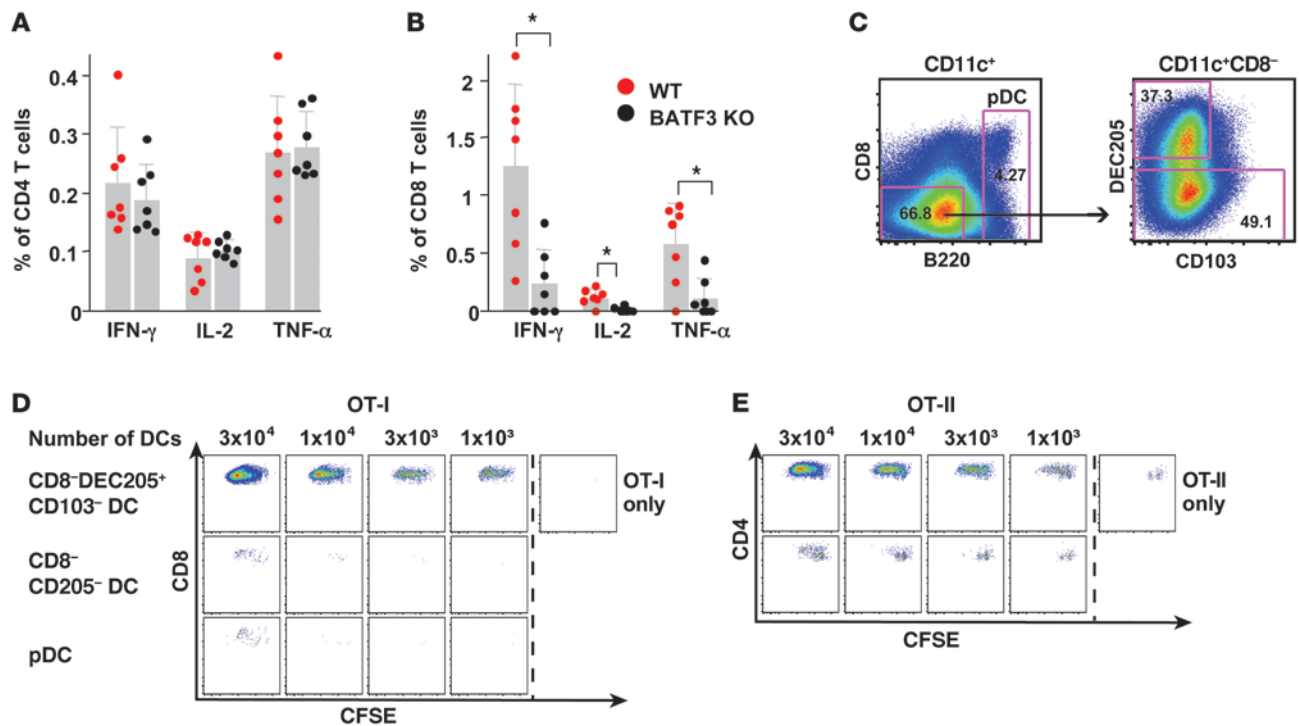 A
% of CD4 T cells
0.4
0.3
0.2
0.1
0
IFN-γ IL-2 TNF-α
B
% of CD8 T cells
2
1.5
1
0.5
0
* * *
WT
BATF3 KO
IFN-γ IL-2 TNF-α
C
CD11c⁺
pDC
CD8
66.8
4.27
B220
CD11c⁺CD8⁻
DEC205
37.3
49.1
CD103
D
OT-I
Number of DCs 3x10⁴ 1x10⁴ 3x10³ 1x10³
CD8⁻DEC205⁺
CD103⁻ DC
CD8⁻
CD205⁻ DC
pDC
CD8
OT-I
only
CFSE
E
OT-II
3x10⁴ 1x10⁴ 3x10³ 1x10³
CD4
OT-II
only
CFSE